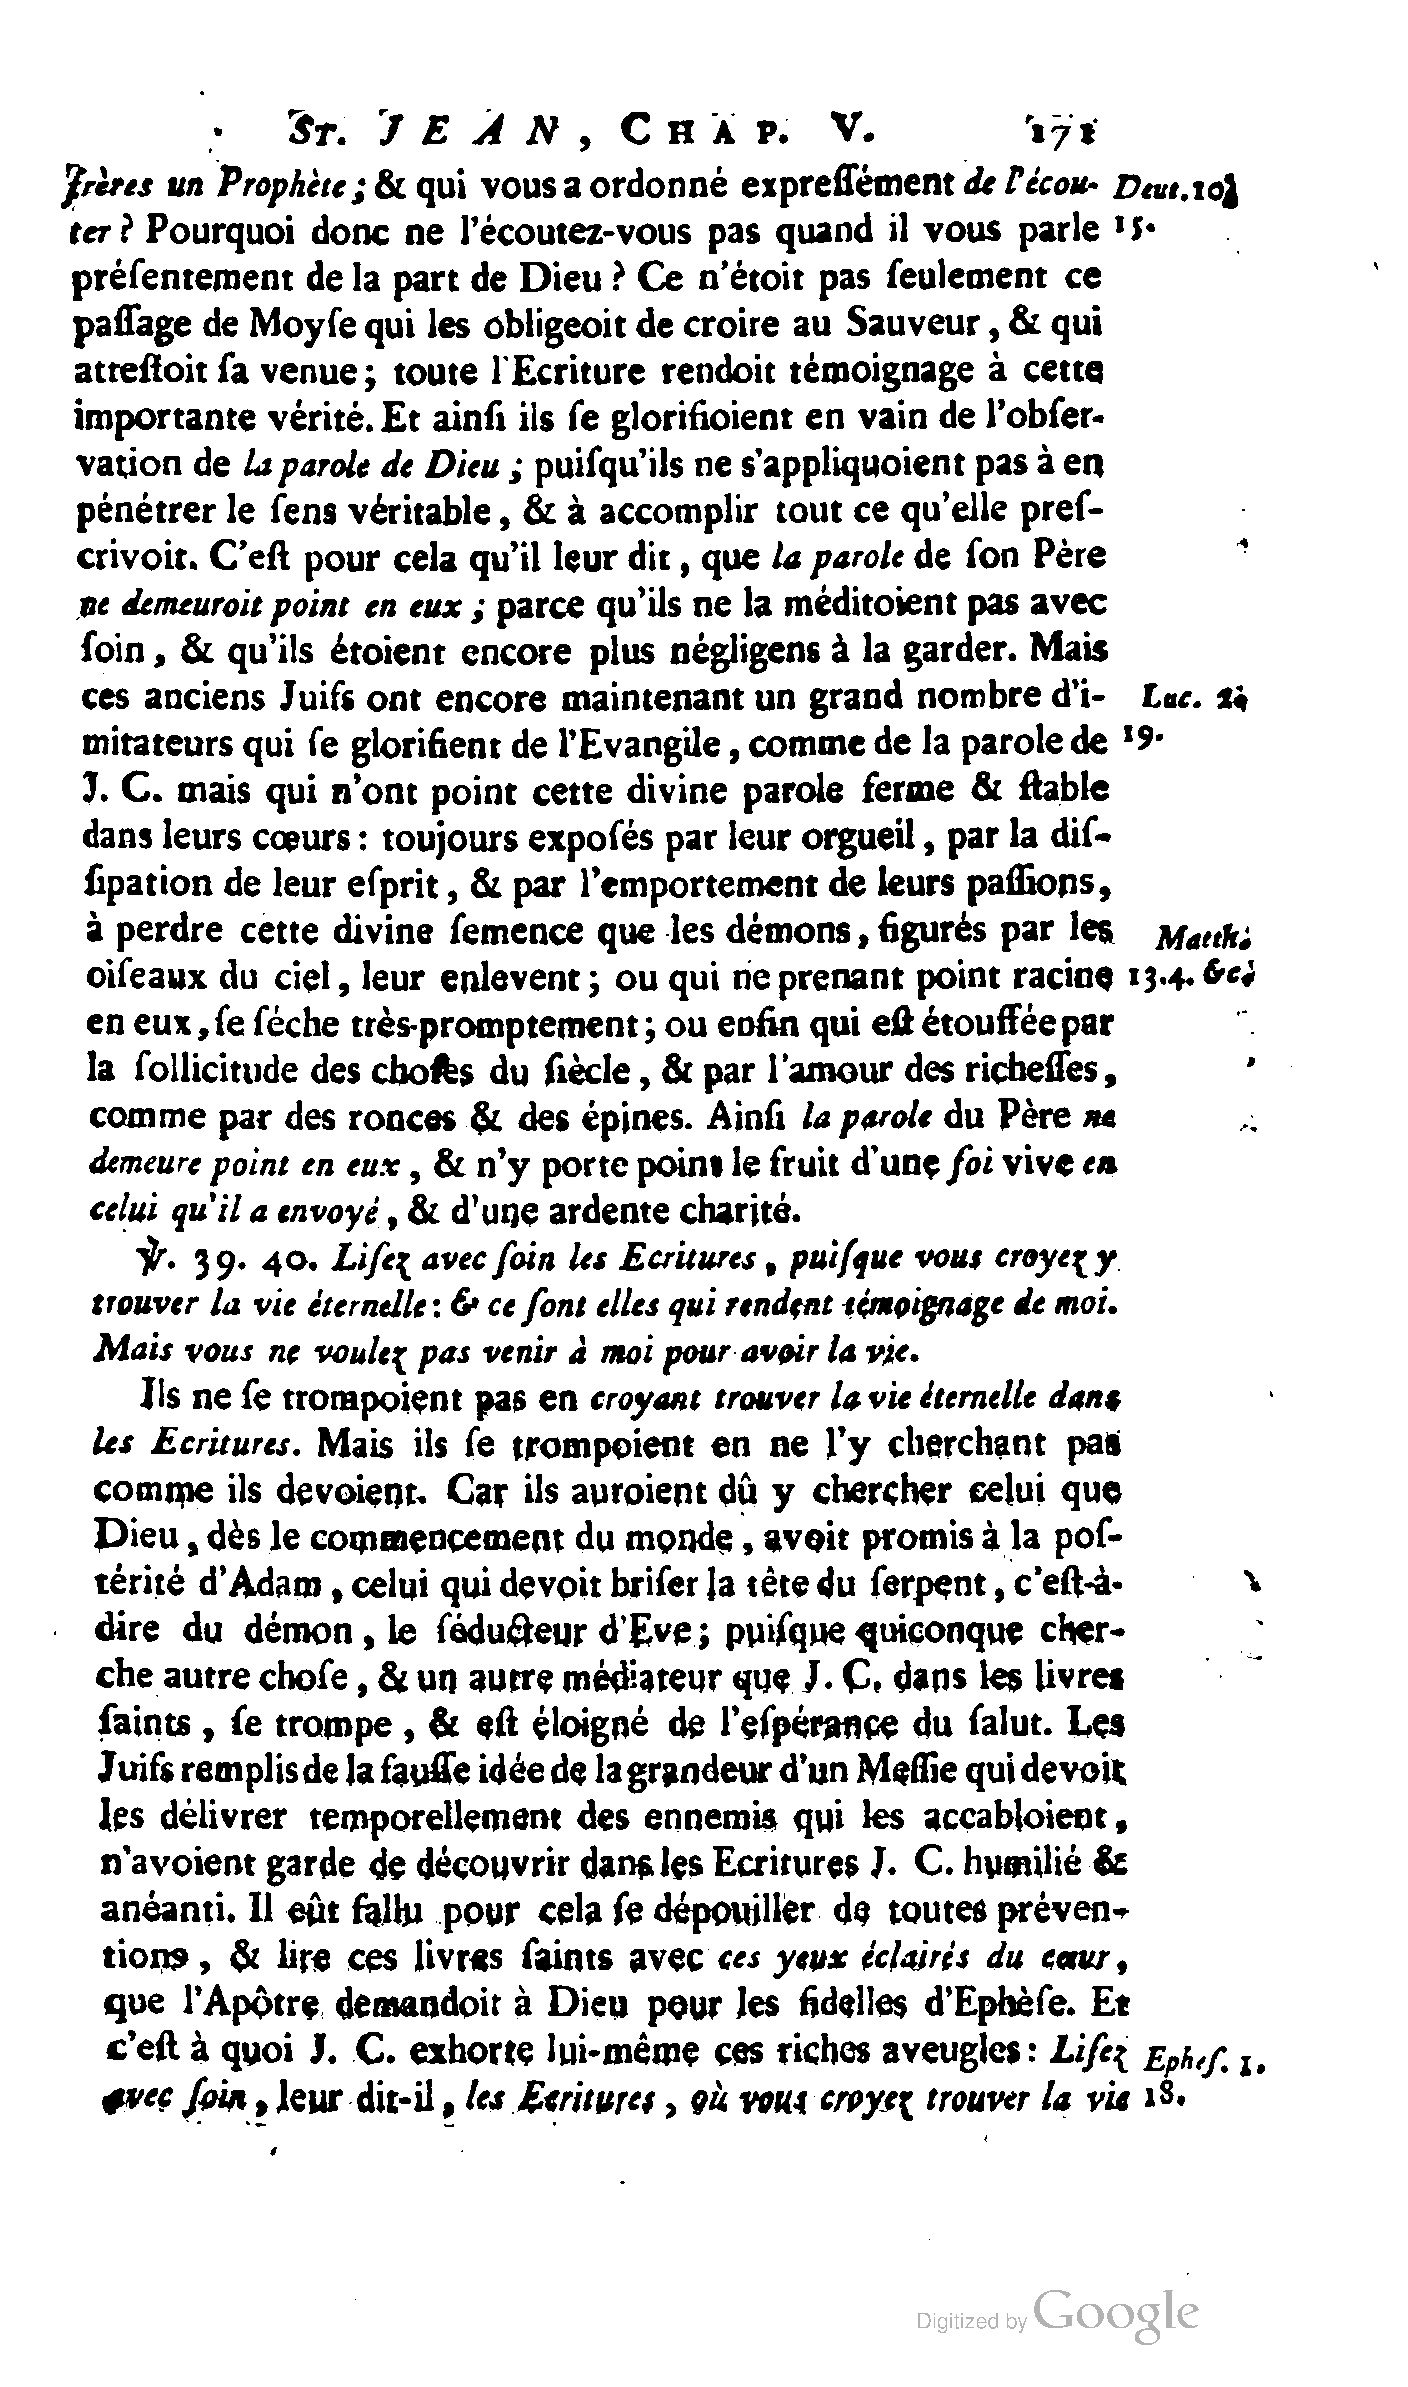 St. JEAN, CHAP. V. 171
frères un Prophète ; & qui vous a ordonné expreſſément de l'écou- Deut. 10.
ter ? Pourquoi donc ne l'écoutez-vous pas quand il vous parle 15.
préſentement de la part de Dieu ? Ce n'étoit pas ſeulement ce
paſſage de Moyſe qui les obligeoit de croire au Sauveur, & qui
atteſtoit ſa venue ; toute l'Ecriture rendoit témoignage à cette
importante vérité. Et ainſi ils ſe glorifioient en vain de l'obſer-
vation de la parole de Dieu ; puiſqu'ils ne s'appliquoient pas à en
pénétrer le ſens véritable, & à accomplir tout ce qu'elle preſ-
crivoit. C'eſt pour cela qu'il leur dit, que la parole de ſon Père
ne demeuroit point en eux ; parce qu'ils ne la méditoient pas avec
ſoin, & qu'ils étoient encore plus négligens à la garder. Mais
ces anciens Juifs ont encore maintenant un grand nombre d'i- Luc. 2.
mitateurs qui ſe glorifient de l'Evangile, comme de la parole de 19.
J. C. mais qui n'ont point cette divine parole ferme & ſtable
dans leurs cœurs : toujours expoſés par leur orgueil, par la diſ-
ſipation de leur eſprit, & par l'emportement de leurs paſſions,
à perdre cette divine ſemence que les démons, figurés par les Matth.
oiſeaux du ciel, leur enlevent ; ou qui ne prenant point racine 13.4. &c.
en eux, ſe ſéche très-promptement ; ou enfin qui eſt étouffée par
la ſollicitude des choſes du ſiècle, & par l'amour des richeſſes,
comme par des ronces & des épines. Ainſi la parole du Père ne
demeure point en eux, & n'y porte point le fruit d'une foi vive en
celui qu'il a envoyé, & d'une ardente charité.
℣. 39. 40. Liſez avec ſoin les Ecritures, puiſque vous croyez y
trouver la vie éternelle : & ce ſont elles qui rendent témoignage de moi.
Mais vous ne voulez pas venir à moi pour avoir la vie.
Ils ne ſe trompoient pas en croyant trouver la vie éternelle dans
les Ecritures. Mais ils ſe trompoient en ne l'y cherchant pas
comme ils devoient. Car ils auroient dû y chercher celui que
Dieu, dès le commencement du monde, avoit promis à la poſ-
térité d'Adam, celui qui devoit briſer la tête du ſerpent, c'eſt-à-
dire du démon, le ſéducteur d'Eve ; puiſque quiconque cher-
che autre choſe, & un autre médiateur que J. C. dans les livres
ſaints, ſe trompe, & eſt éloigné de l'eſpérance du ſalut. Les
Juifs remplis de la fauſſe idée de la grandeur d'un Meſſie qui devoit
les délivrer temporellement des ennemis qui les accabloient,
n'avoient garde de découvrir dans les Ecritures J. C. humilié &
anéanti. Il eût fallu pour cela ſe dépouiller de toutes préven-
tions, & lire ces livres ſaints avec ces yeux éclairés du cœur,
que l'Apôtre demandoit à Dieu pour les fidelles d'Ephèſe. Et
c'eſt à quoi J. C. exhorte lui-même ces riches aveugles : Liſez Epheſ. 1.
avec ſoin, leur dit-il, les Ecritures, où vous croyez trouver la vie 18.
Digitized by Google